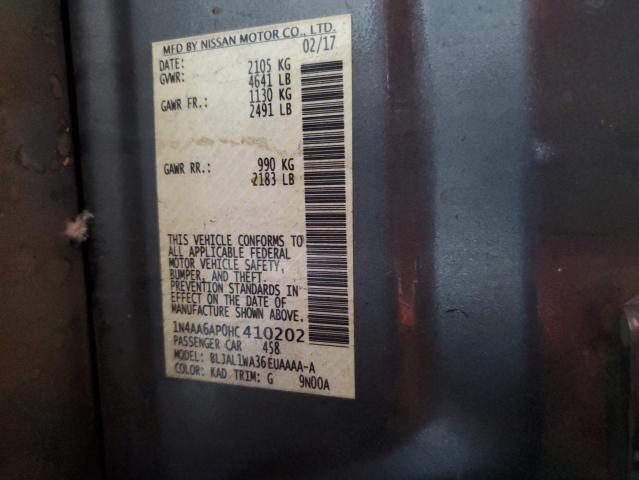 MFD BY NISSAN MOTOR CO., LTD.
DATE: 02/17
GVWR: 2105 KG
4641 LB
GAWR FR.: 1130 KG
2491 LB
GAWR RR.: 990 KG
2183 LB
THIS VEHICLE CONFORMS TO
ALL APPLICABLE FEDERAL
MOTOR VEHICLE SAFETY,
BUMPER, AND THEFT
PREVENTION STANDARDS IN
EFFECT ON THE DATE OF
MANUFACTURE SHOWN ABOVE.
1N4AA6AP0HC410202
PASSENGER CAR 458
MODEL: BLJAL1WA36EUAAAA-A
COLOR: KAD TRIM: G 9N00A